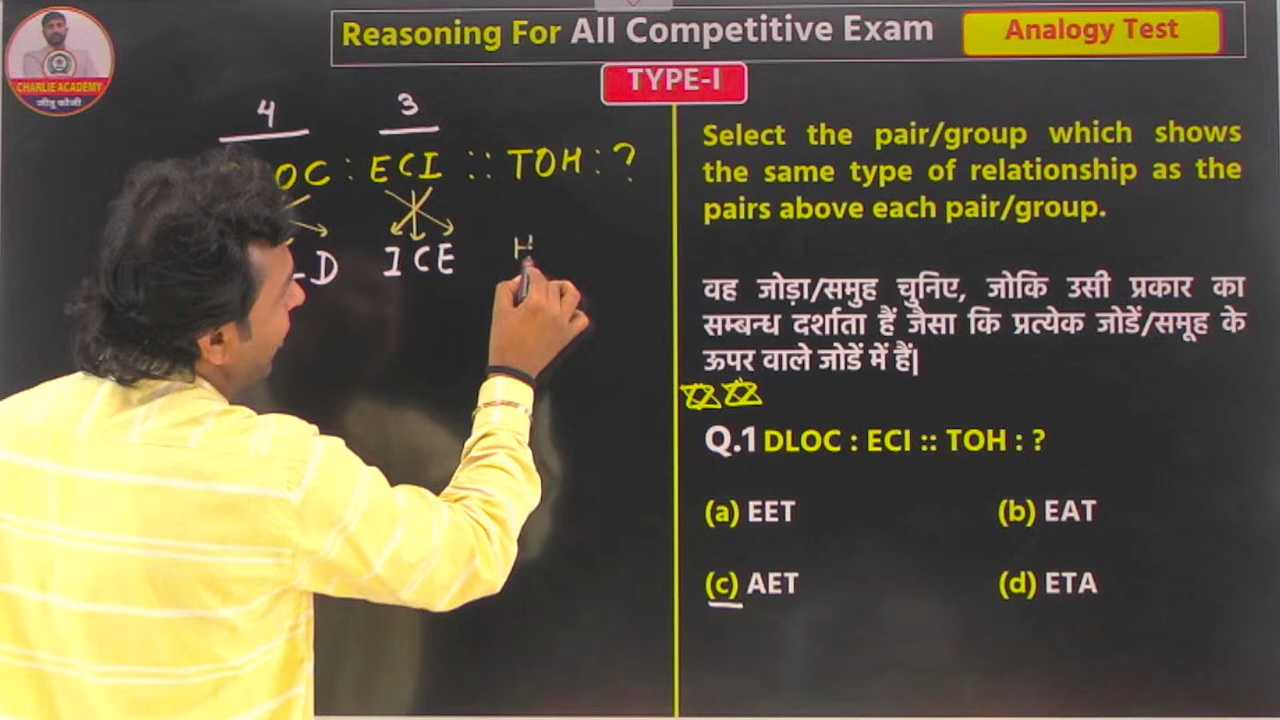 CHARLIE ACADEMY
जीतू फौजी
Reasoning For All Competitive Exam
Analogy Test
TYPE-I
4 3
OC : ECI :: TOH : ?
D ICE H
Select the pair/group which shows
the same type of relationship as the
pairs above each pair/group.
वह जोड़ा/समुह चुनिए, जोकि उसी प्रकार का
सम्बन्ध दर्शाता हैं जैसा कि प्रत्येक जोडें/समूह के
ऊपर वाले जोडें में हैं|
Q.1 DLOC : ECI :: TOH : ?
(a) EET (b) EAT
(c) AET (d) ETA